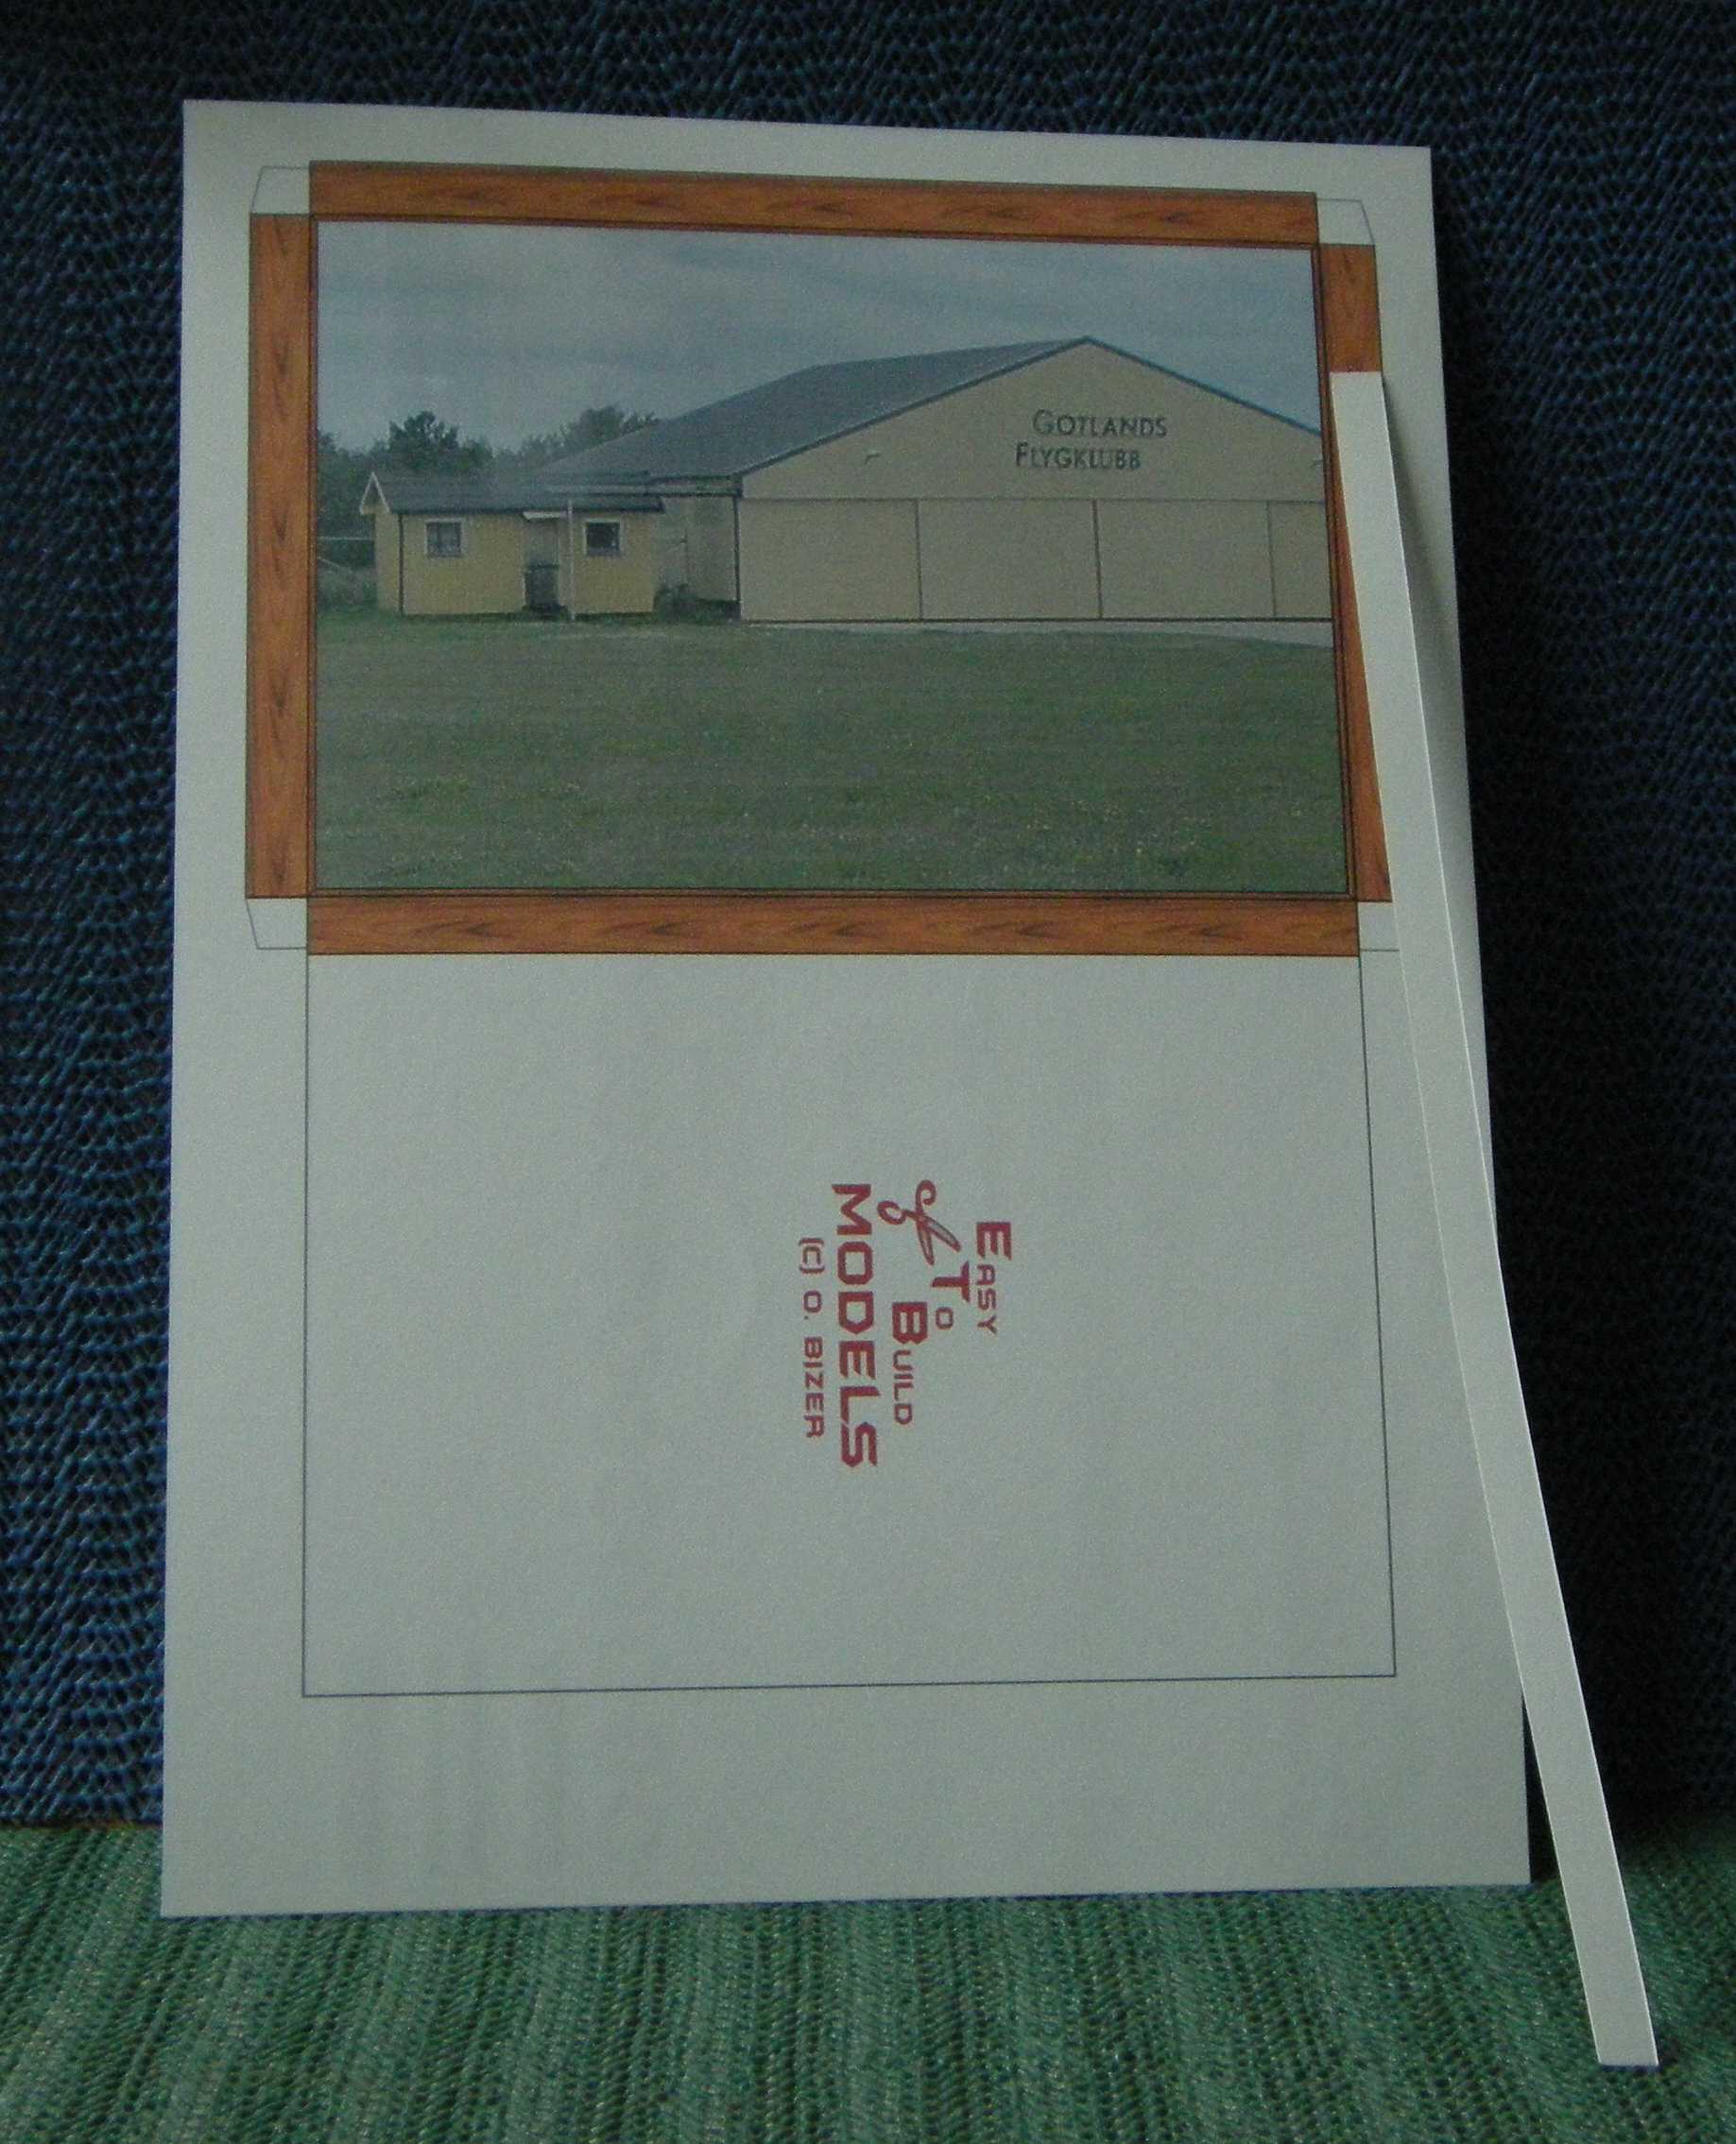 GOTLANDS
FLYGKLUBB
EASY
TO
BUILD
MODELS
(C) O. BIZER